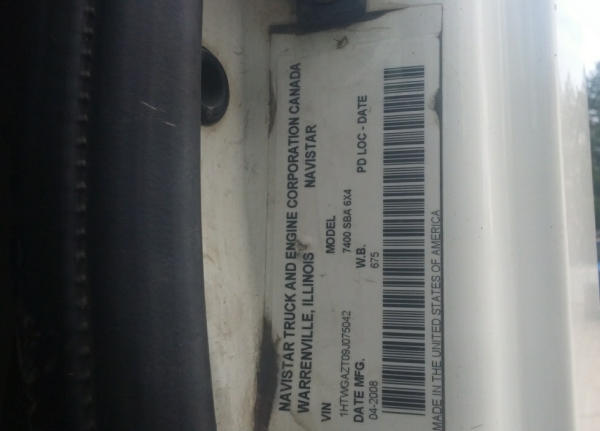 NAVISTAR TRUCK AND ENGINE CORPORATION CANADA
WARRENVILLE, ILLINOIS NAVISTAR
VIN MODEL
1HTWGAZT09J075042 7400 SBA 6X4
DATE MFG. W.B. PD LOC - DATE
04-2008 675
MADE IN THE UNITED STATES OF AMERICA